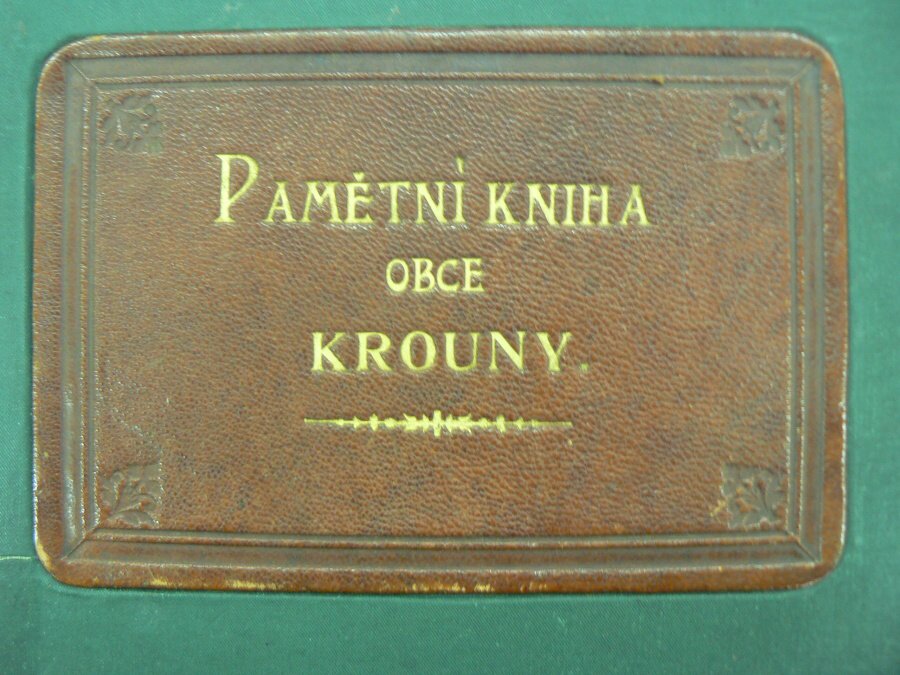 PAMĚTNÍ KNIHA
OBCE
KROUNY.